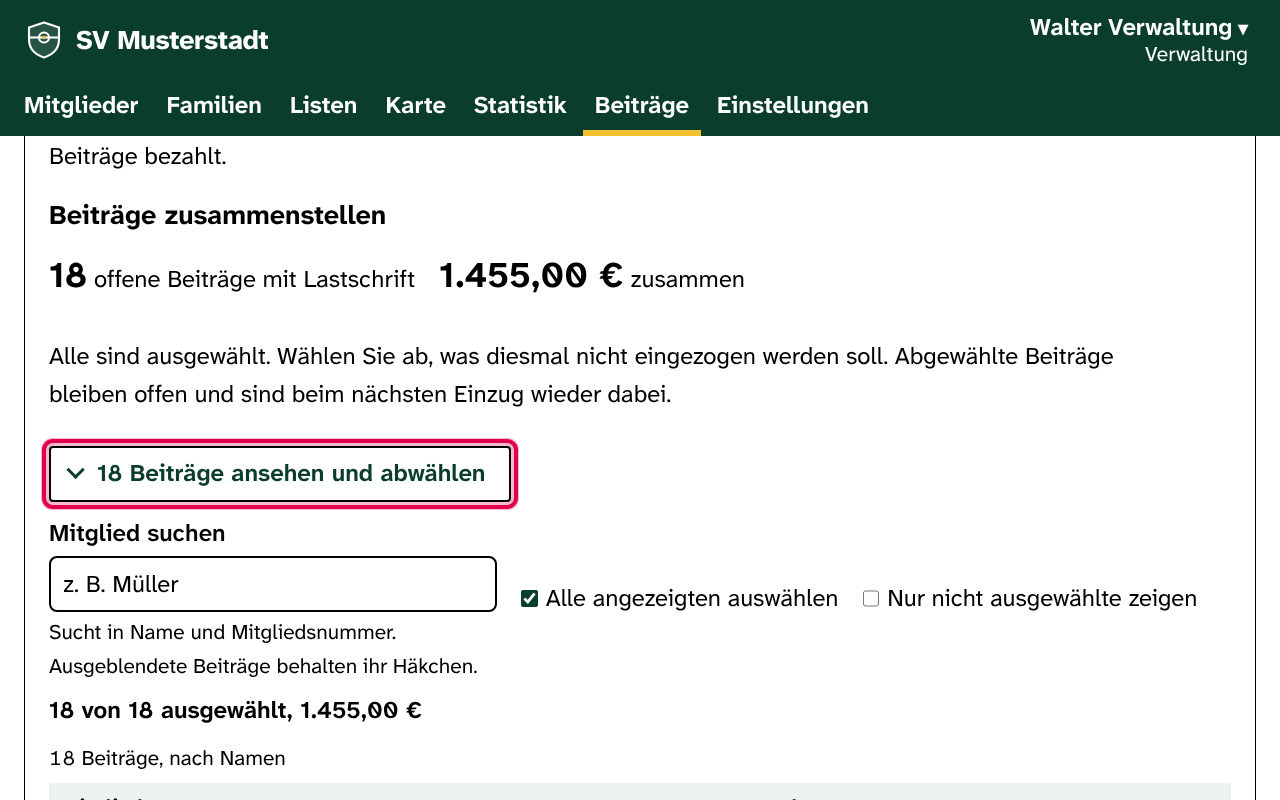 SV Musterstadt
Walter Verwaltung ▾
Verwaltung
Mitglieder Familien Listen Karte Statistik Beiträge Einstellungen
Beiträge bezahlt.
Beiträge zusammenstellen
18 offene Beiträge mit Lastschrift 1.455,00 € zusammen
Alle sind ausgewählt. Wählen Sie ab, was diesmal nicht eingezogen werden soll. Abgewählte Beiträge
bleiben offen und sind beim nächsten Einzug wieder dabei.
18 Beiträge ansehen und abwählen
Mitglied suchen
z. B. Müller
Alle angezeigten auswählen Nur nicht ausgewählte zeigen
Sucht in Name und Mitgliedsnummer.
Ausgeblendete Beiträge behalten ihr Häkchen.
18 von 18 ausgewählt, 1.455,00 €
18 Beiträge, nach Namen